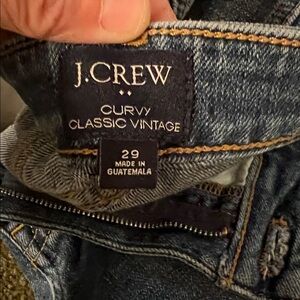 J.CREW
CURVY
CLASSIC VINTAGE
29
MADE IN
GUATEMALA